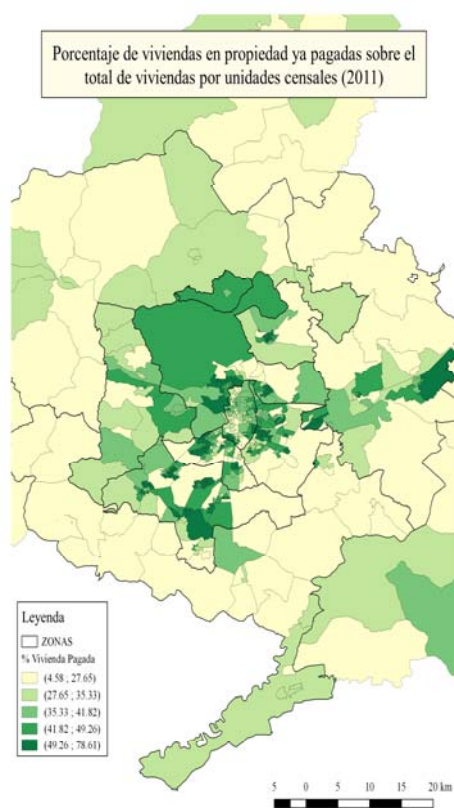 Porcentaje de viviendas en propiedad ya pagadas sobre el
total de viviendas por unidades censales (2011)
Leyenda
ZONAS
% Vivienda Pagada
(4.58 ; 27.65)
(27.65 ; 35.33)
(35.33 ; 41.82)
(41.82 ; 49.26)
(49.26 ; 78.61)
5 0 5 10 15 20 km